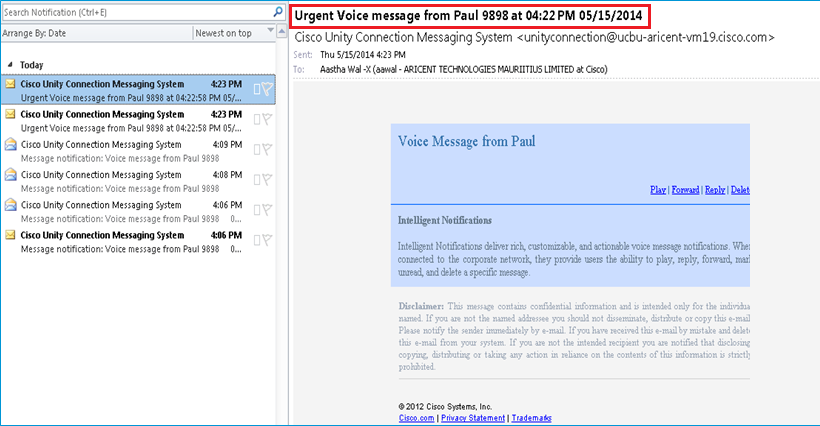 Search Notification (Ctrl+E)
Arrange By: Date
Newest on top
Today
Cisco Unity Connection Messaging System 4:23 PM
Urgent Voice message from Paul 9898 at 04:22:58 PM 05/...
Cisco Unity Connection Messaging System 4:23 PM
Urgent Voice message from Paul 9898 at 04:22:58 PM 05/...
Cisco Unity Connection Messaging System 4:09 PM
Message notification: Voice message from Paul 9898
Cisco Unity Connection Messaging System 4:08 PM
Message notification: Voice message from Paul 9898
Cisco Unity Connection Messaging System 4:06 PM
Message notification: Voice message from Paul 9898 0...
Cisco Unity Connection Messaging System 4:06 PM
Message notification: Voice message from Paul 9898 0...
Urgent Voice message from Paul 9898 at 04:22 PM 05/15/2014
Cisco Unity Connection Messaging System <unityconnection@ucbu-aricent-vm19.cisco.com>
Sent: Thu 5/15/2014 4:23 PM
To: Aastha Wal -X (aawal - ARICENT TECHNOLOGIES MAURIITIUS LIMITED at Cisco)
Voice Message from Paul
Play | Forward | Reply | Delet
Intelligent Notifications
Intelligent Notifications deliver rich, customizable, and actionable voice message notifications. Whe
connected to the corporate network, they provide users the ability to play, reply, forward, mar
unread, and delete a specific message.
Disclaimer: This message contains confidential information and is intended only for the individua
named. If you are not the named addressee you should not disseminate, distribute or copy this e-mail
Please notify the sender immediately by e-mail. If you have received this e-mail by mistake and delete
this e-mail from your system. If you are not the intended recipient you are notified that disclosing
copying, distributing or taking any action in reliance on the contents of this information is strictly
prohibited.
© 2012 Cisco Systems, Inc.
Cisco.com | Privacy Statement | Trademarks